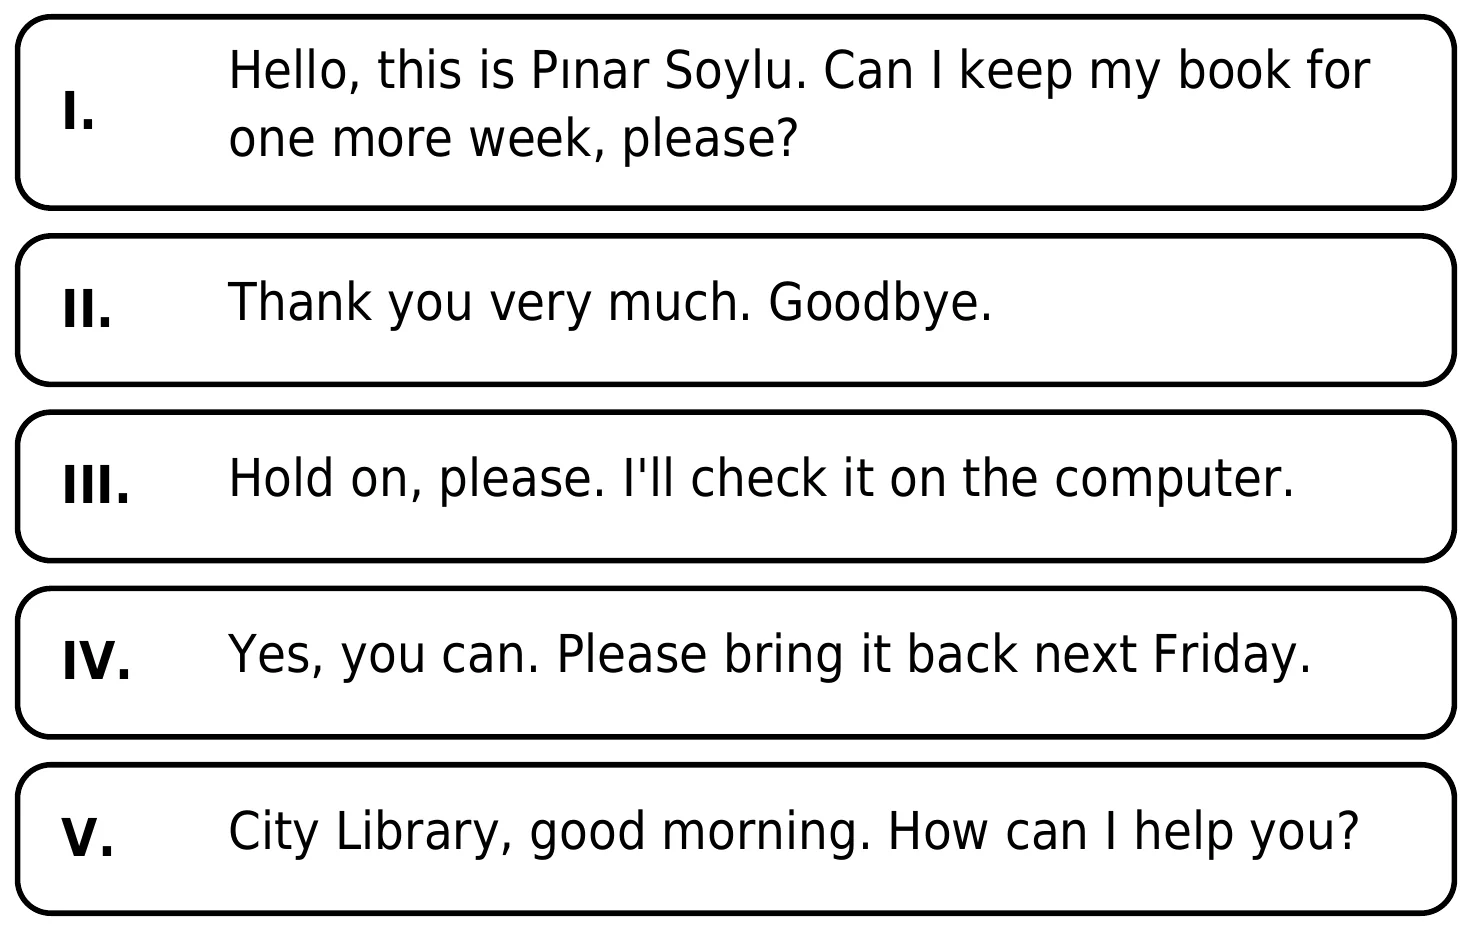 I.
Hello, this is Pınar Soylu. Can I keep my book for
one more week, please?
II.
Thank you very much. Goodbye.
III.
Hold on, please. I'll check it on the computer.
IV.
Yes, you can. Please bring it back next Friday.
V.
City Library, good morning. How can I help you?